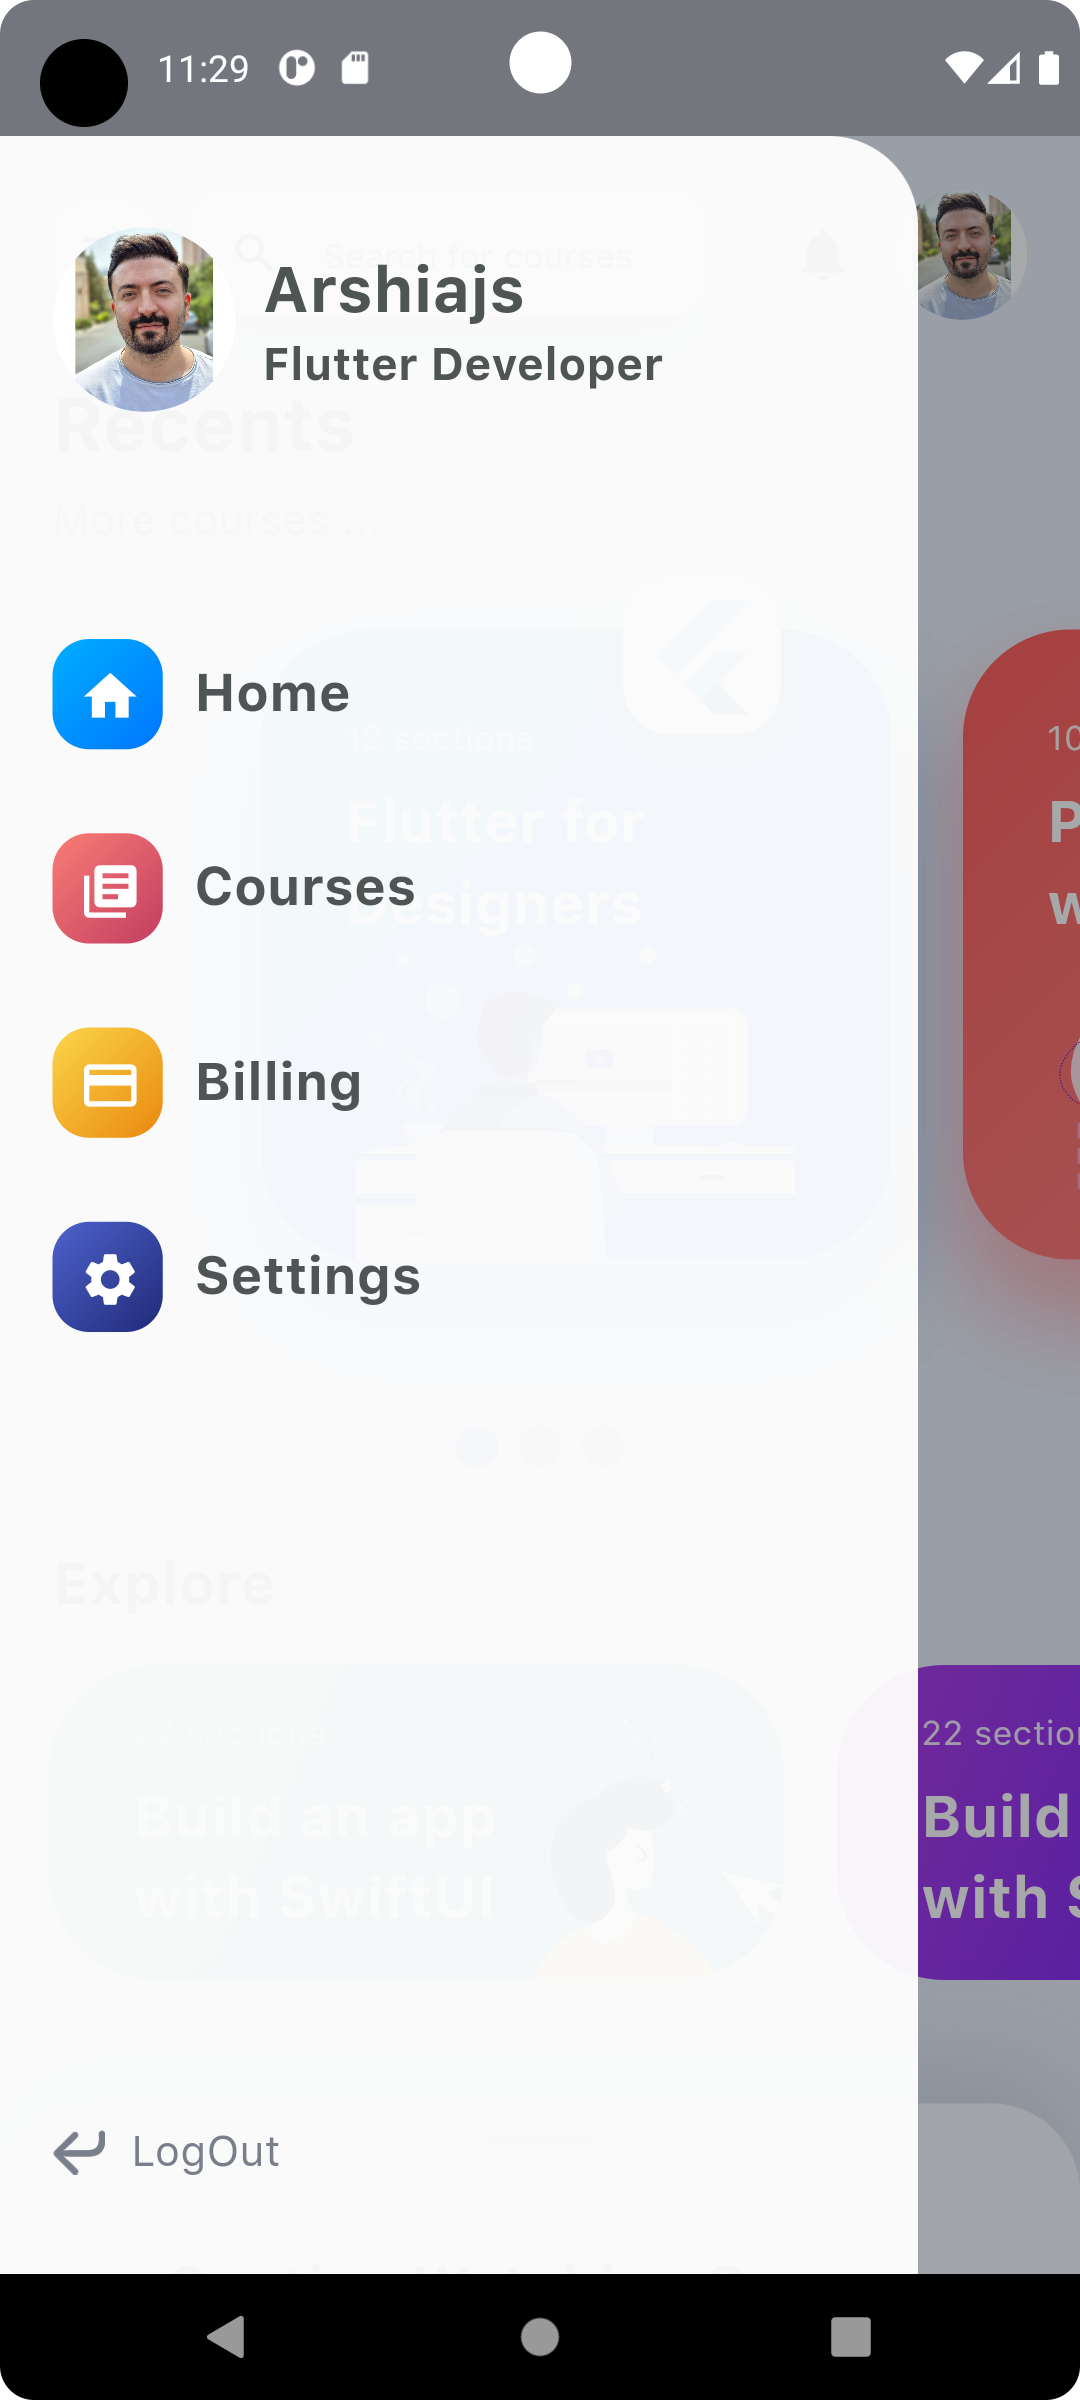 11:29
Search for courses
Arshiajs
Flutter Developer
Recents
More courses ...
Home
12 sections
Flutter for
Designers
Courses
Billing
Settings
10
P
w
Explore
22 sections
Build an app
with SwiftUI
22 section
Build
with S
LogOut